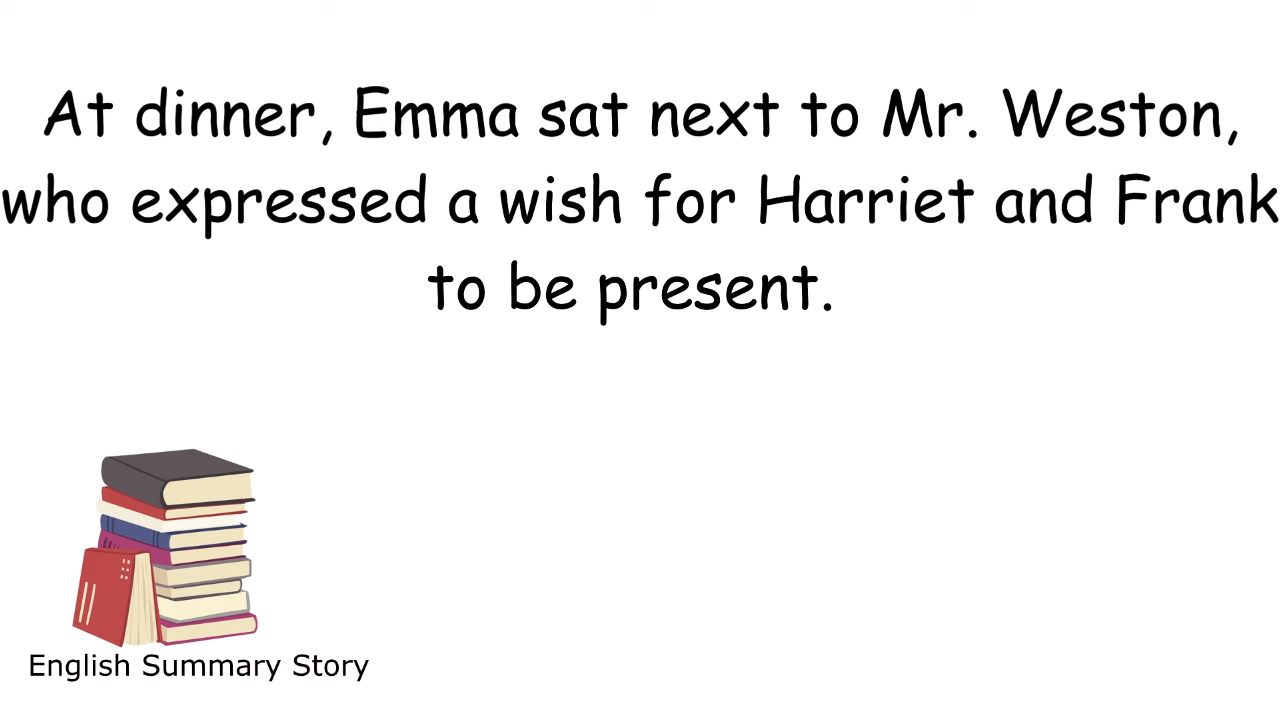 At dinner, Emma sat next to Mr. Weston,
who expressed a wish for Harriet and Frank
to be present.
English Summary Story